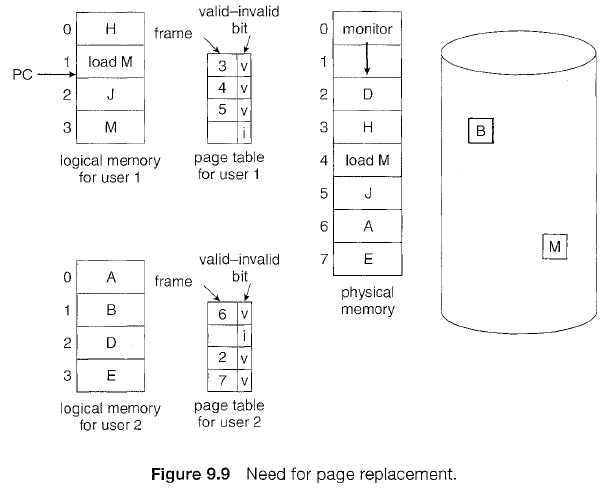 valid–invalid
bit
frame
0 H
1 load M
PC
2 J
3 M
logical memory
for user 1
3 v
4 v
5 v
i
page table
for user 1
0 monitor
1
2 D
3 H
4 load M
5 J
6 A
7 E
physical
memory
B
M
valid–invalid
bit
frame
0 A
1 B
2 D
3 E
logical memory
for user 2
6 v
i
2 v
7 v
page table
for user 2
Figure 9.9 Need for page replacement.